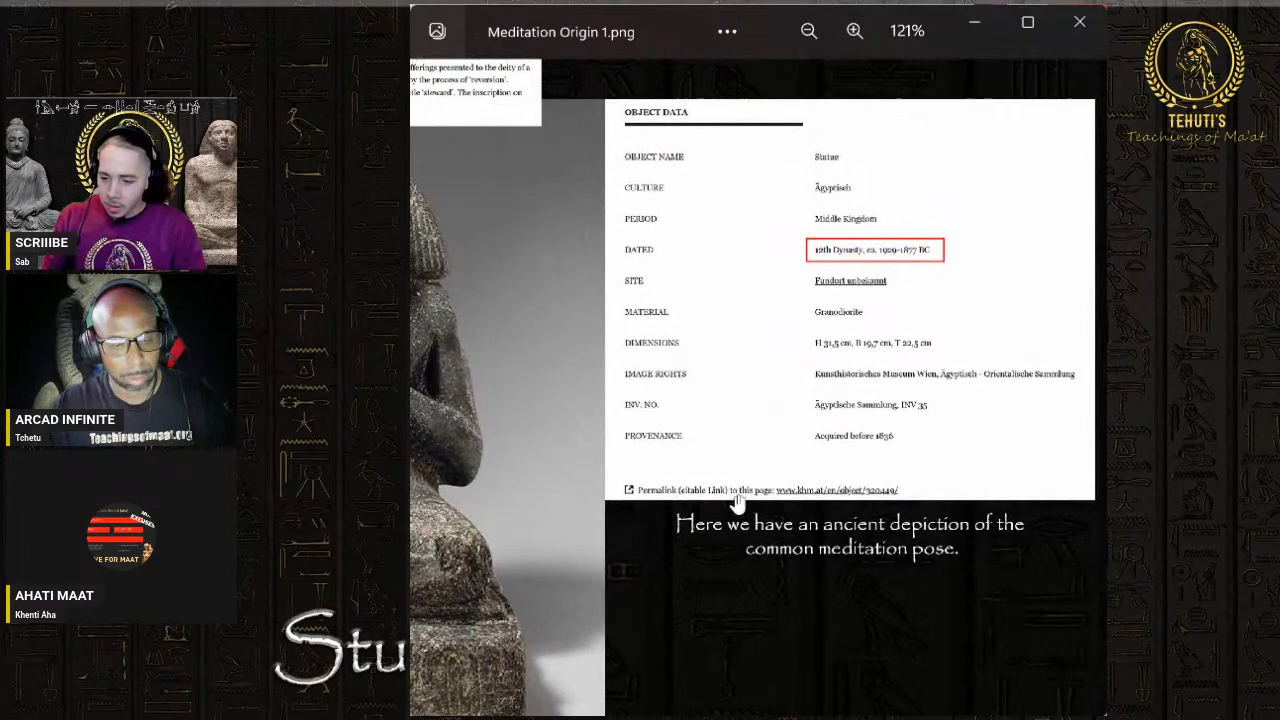 Meditation Origin 1.png
121%
fferings presented to the deity of a
by the process of 'reversion'.
tle 'steward'. The inscription on
OBJECT DATA
OBJECT NAME Statue
CULTURE Ägyptisch
PERIOD Middle Kingdom
DATED 12th Dynasty, ca. 1929-1877 BC
SITE Fundort unbekannt
MATERIAL Granodiorite
DIMENSIONS H 31,5 cm, B 19,7 cm, T 22,5 cm
IMAGE RIGHTS Kunsthistorisches Museum Wien, Ägyptisch - Orientalische Sammlung
INV. NO. Ägyptische Sammlung, INV 35
PROVENANCE Acquired before 1836
Permalink (citable Link) to this page: www.khm.at/en/object/320449/
Here we have an ancient depiction of the
common meditation pose.
SCRIIIBE
Sab
Teachingsofmaat.org
ARCAD INFINITE
Tchetu
EXCUSES
VE FOR MAAT
AHATI MAAT
Khenti Aha
Stu
TEHUTI'S
Teachings of Ma'at